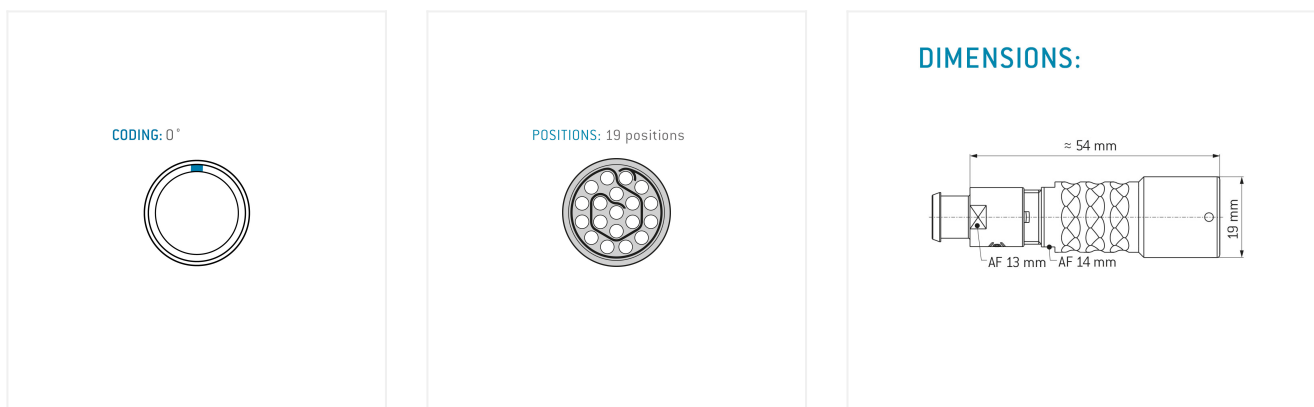 CODING: 0°
POSITIONS: 19 positions
DIMENSIONS:
≈ 54 mm
19 mm
AF 13 mm
AF 14 mm